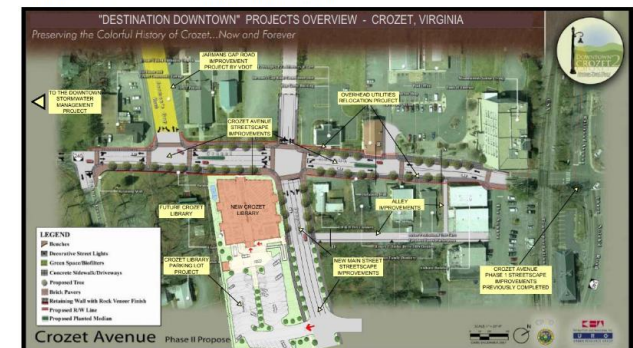 "DESTINATION DOWNTOWN" PROJECTS OVERVIEW - CROZET, VIRGINIA
Preserving the Colorful History of Crozet...Now and Forever
DOWNTOWN
CROZET
JARMANS GAP ROAD
IMPROVEMENT
PROJECT BY VDOT
TO THE DOWNTOWN
STORMWATER
MANAGEMENT
PROJECT
OVERHEAD UTILITIES
RELOCATION PROJECT
CROZET AVENUE
STREETSCAPE
IMPROVEMENTS
FUTURE CROZET
LIBRARY
NEW CROZET
LIBRARY
ALLEY
IMPROVEMENTS
CROZET LIBRARY
PARKING LOT
PROJECT
NEW MAIN STREET
STREETSCAPE
IMPROVEMENTS
CROZET AVENUE
PHASE 1 STREETSCAPE
IMPROVEMENTS
PREVIOUSLY COMPLETED
LEGEND
Benches
Decorative Street Lights
Green Space/Biofilters
Concrete Sidewalk/Driveways
Proposed Tree
Brick Pavers
Retaining Wall with Rock Veneer Finish
Proposed R/W Line
Proposed Planted Median
Crozet Avenue Phase II Propose